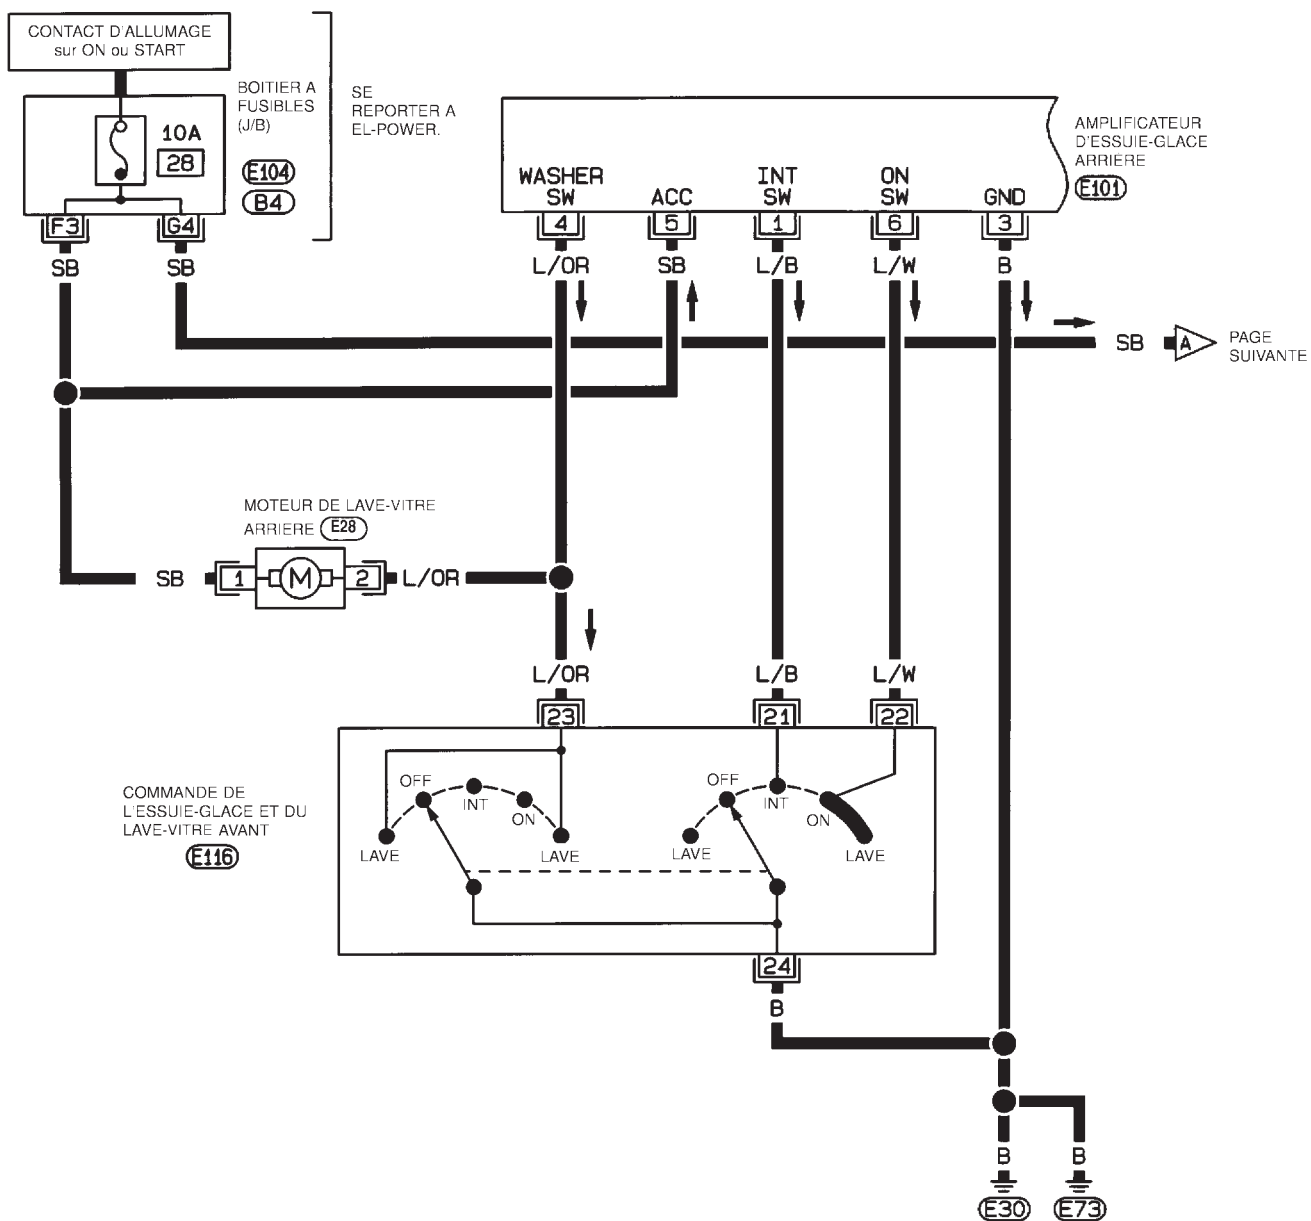 CONTACT D'ALLUMAGE
sur ON ou START
BOITIER A
FUSIBLES
(J/B)
SE
REPORTER A
EL-POWER.
10A
28
E104
B4
F3
G4
SB
SB
AMPLIFICATEUR
D'ESSUIE-GLACE
ARRIERE
E101
WASHER
SW
ACC
INT
SW
ON
SW
GND
4
5
1
6
3
L/OR
SB
L/B
L/W
B
SB
A
PAGE
SUIVANTE
MOTEUR DE LAVE-VITRE
ARRIERE E28
SB
1
M
2
L/OR
L/OR
L/B
L/W
23
21
22
COMMANDE DE
L'ESSUIE-GLACE ET DU
LAVE-VITRE AVANT
E116
OFF
INT
ON
LAVE
LAVE
OFF
INT
ON
LAVE
LAVE
24
B
B
B
E30
E73